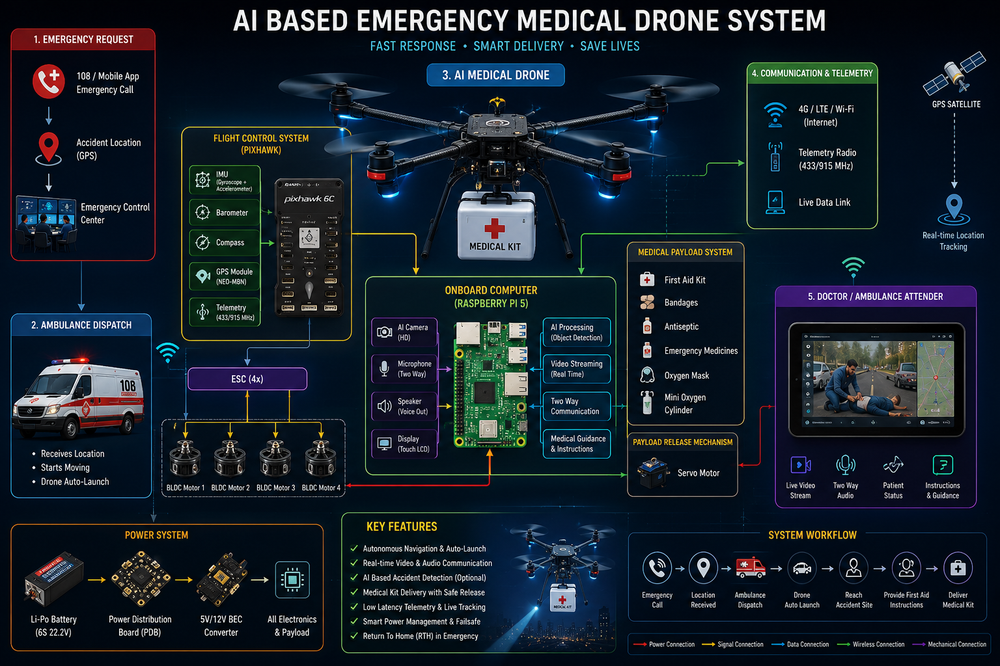 AI BASED EMERGENCY MEDICAL DRONE SYSTEM
FAST RESPONSE • SMART DELIVERY • SAVE LIVES
1. EMERGENCY REQUEST
108 / Mobile App
Emergency Call
Accident Location
(GPS)
Emergency Control
Center
2. AMBULANCE DISPATCH
108
• Receives Location
• Starts Moving
• Drone Auto-Launch
3. AI MEDICAL DRONE
MEDICAL KIT
FLIGHT CONTROL SYSTEM
(PIXHAWK)
IMU
(Gyroscope +
Accelerometer)
Barometer
Compass
GPS Module
(NEO-M8N)
Telemetry
(433/915 MHz)
pixhawk 6C
ESC (4x)
BLDC Motor 1
BLDC Motor 2
BLDC Motor 3
BLDC Motor 4
ONBOARD COMPUTER
(RASPBERRY PI 5)
AI Camera
(HD)
Microphone
(Two Way)
Speaker
(Voice Out)
Display
(Touch LCD)
AI Processing
(Object Detection)
Video Streaming
(Real Time)
Two Way
Communication
Medical Guidance
& Instructions
4. COMMUNICATION & TELEMETRY
4G / LTE / Wi-Fi
(Internet)
Telemetry Radio
(433/915 MHz)
Live Data Link
GPS SATELLITE
Real-time Location
Tracking
MEDICAL PAYLOAD SYSTEM
First Aid Kit
Bandages
Antiseptic
Emergency Medicines
Oxygen Mask
Mini Oxygen
Cylinder
PAYLOAD RELEASE MECHANISM
Servo Motor
5. DOCTOR / AMBULANCE ATTENDER
Live Video
Stream
Two Way
Audio
Patient
Status
Instructions
& Guidance
POWER SYSTEM
Li-Po Battery
(6S 22.2V)
Power Distribution
Board (PDB)
5V/12V BEC
Converter
All Electronics
& Payload
KEY FEATURES
✓ Autonomous Navigation & Auto-Launch
✓ Real-time Video & Audio Communication
✓ AI Based Accident Detection (Optional)
✓ Medical Kit Delivery with Safe Release
✓ Low Latency Telemetry & Live Tracking
✓ Smart Power Management & Failsafe
✓ Return To Home (RTH) in Emergency
MEDICAL KIT
SYSTEM WORKFLOW
Emergency
Call
Location
Received
Ambulance
Dispatch
Drone
Auto Launch
Reach
Accident Site
Provide First Aid
Instructions
Deliver
Medical Kit
Power Connection
Signal Connection
Data Connection
Wireless Connection
Mechanical Connection